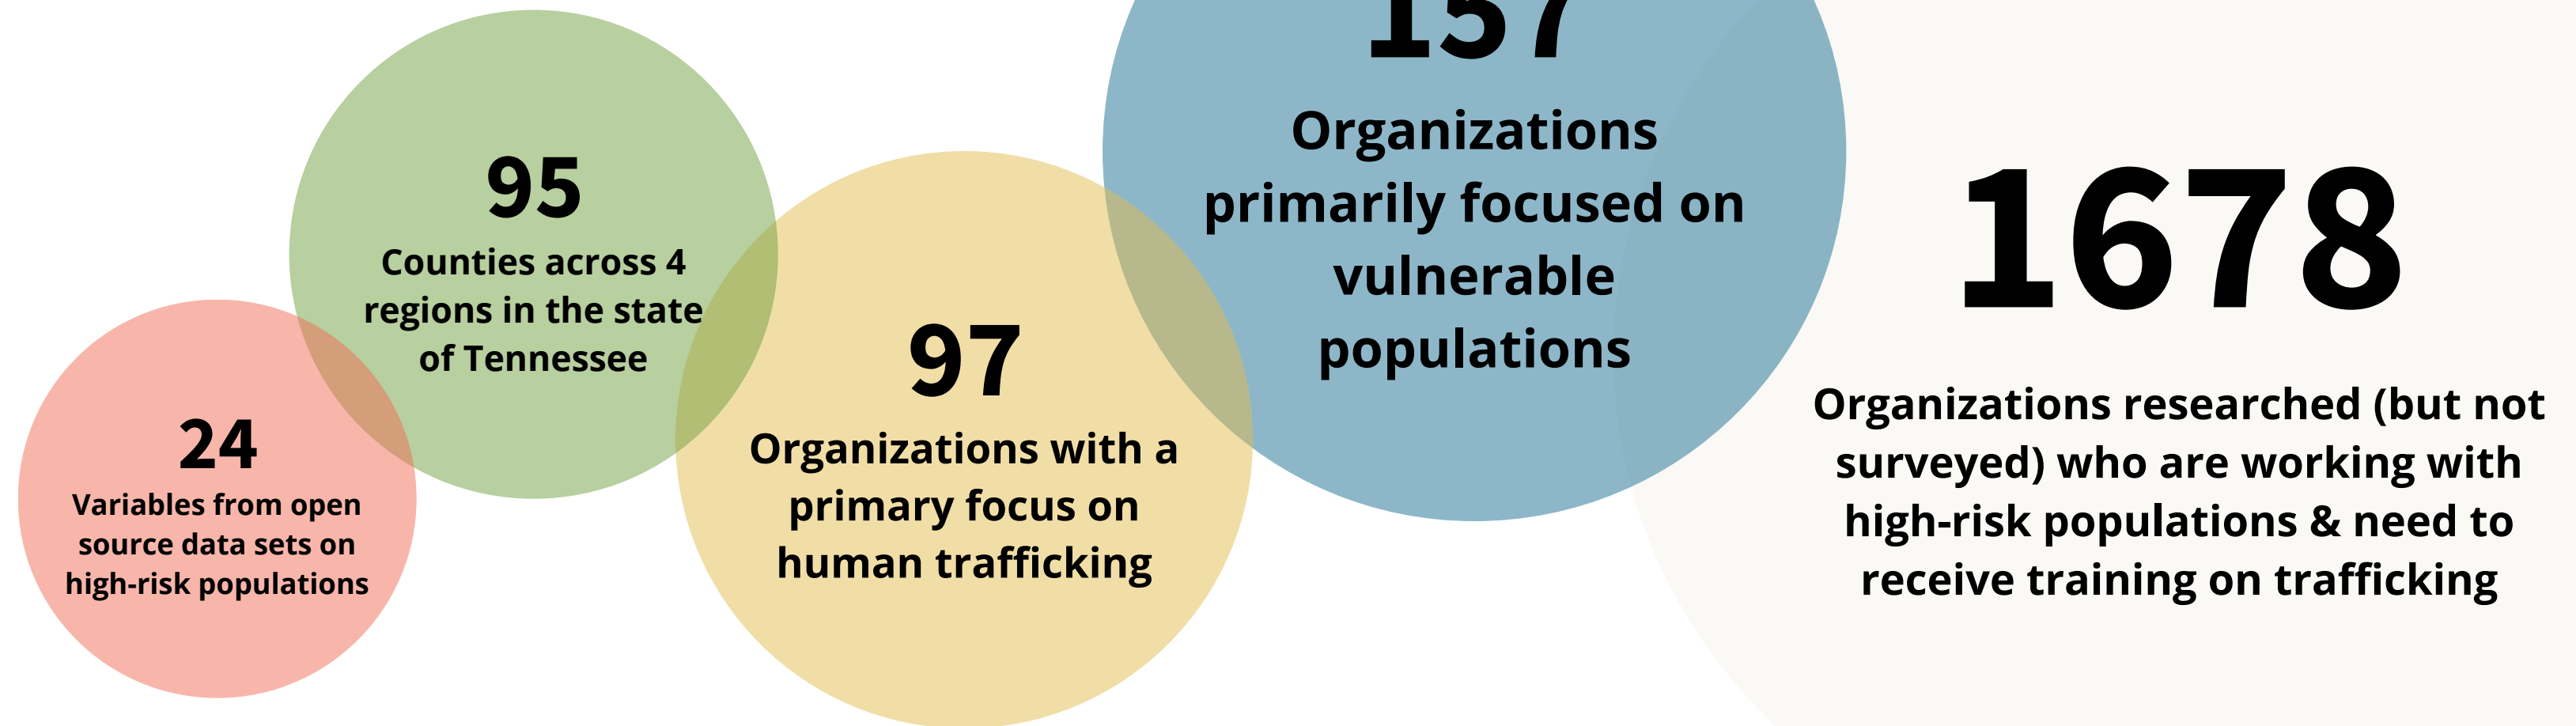 24
Variables from open
source data sets on
high-risk populations
95
Counties across 4
regions in the state
of Tennessee
97
Organizations with a
primary focus on
human trafficking
157
Organizations
primarily focused on
vulnerable
populations
1678
Organizations researched (but not
surveyed) who are working with
high-risk populations & need to
receive training on trafficking